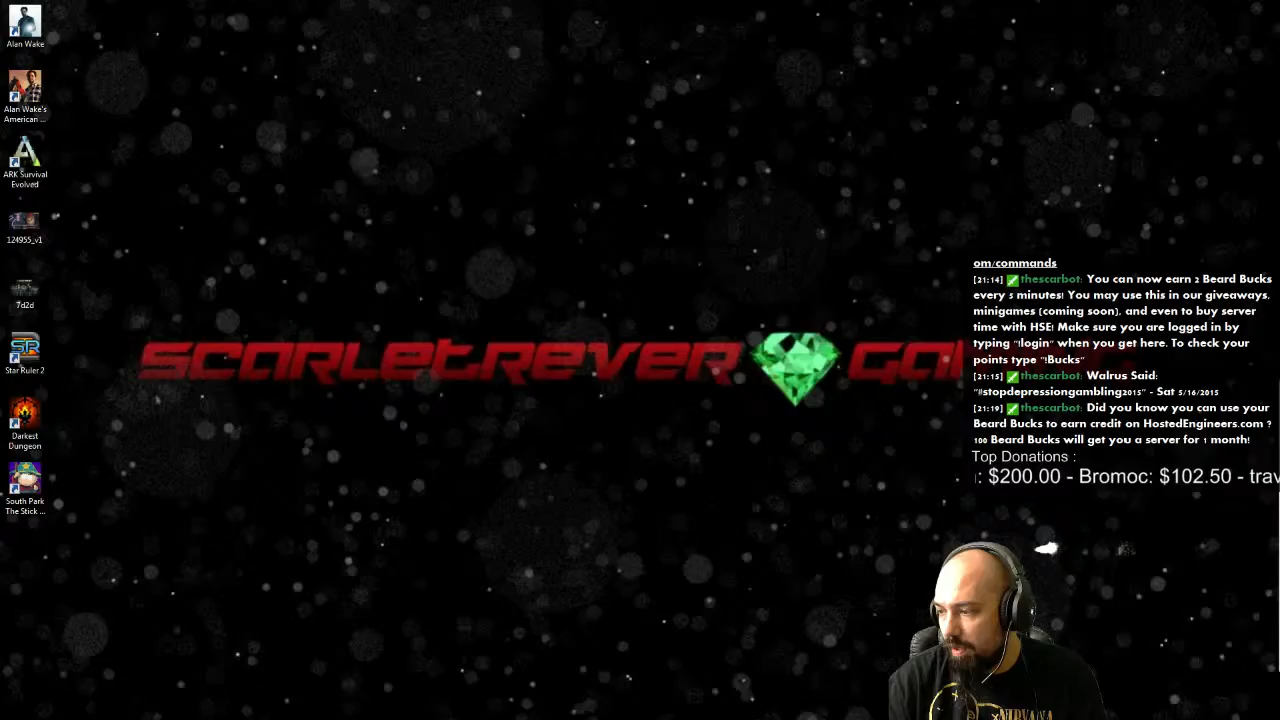 Alan Wake
Alan Wake's
American ...
ARK Survival
Evolved
124955_v1
7d2d
Star Ruler 2
Darkest
Dungeon
South Park
The Stick ...
SCARLETREVER GA
om/commands
[21:14] thescarbot: You can now earn 2 Beard Bucks
every 5 minutes! You may use this in our giveaways,
minigames (coming soon), and even to buy server
time with HSE! Make sure you are logged in by
typing "!login" when you get here. To check your
points type "!Bucks"
[21:15] thescarbot: Walrus Said:
"#stopdepressiongambling2015" - Sat 5/16/2015
[21:19] thescarbot: Did you know you can use your
Beard Bucks to earn credit on HostedEngineers.com ?
100 Beard Bucks will get you a server for 1 month!
Top Donations :
: $200.00 - Bromoc: $102.50 - trav
NIRVANA